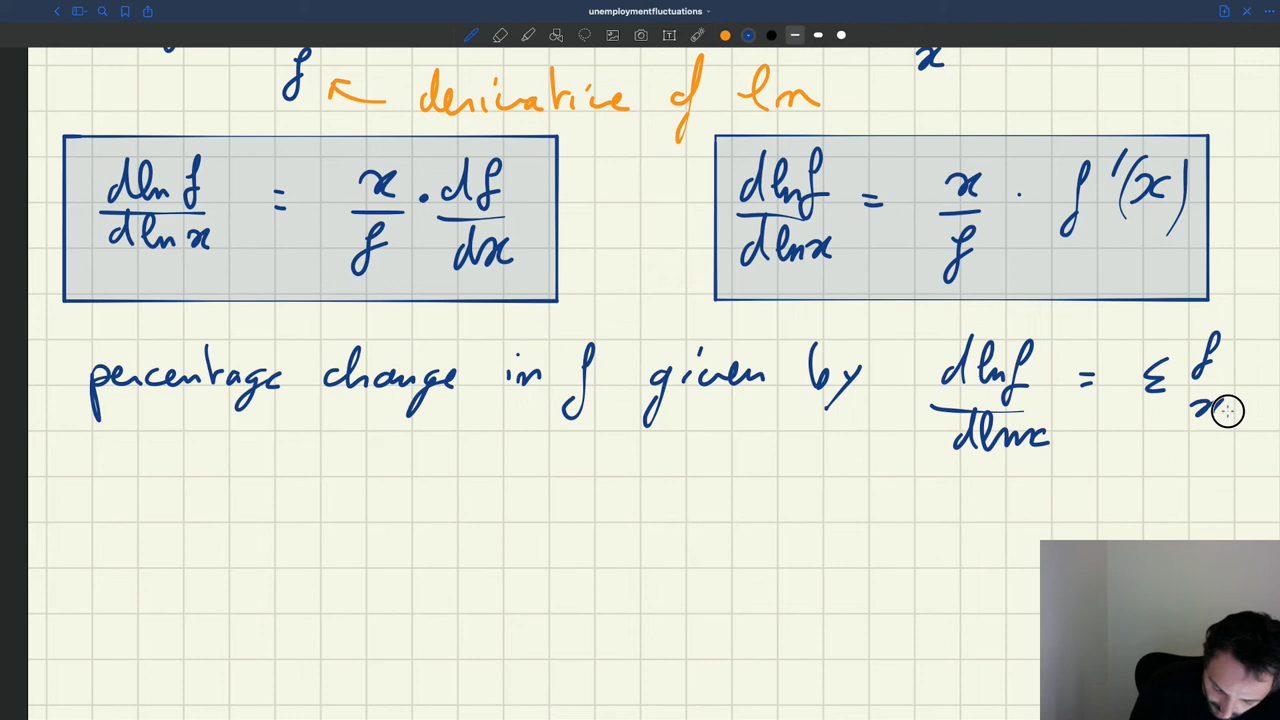 unemploymentfluctuations
f ← derivative of ln
x
dln f / dln x = x / f · df / dx
dlnf / dlnx = x / f · f'(x)
percentage change in f given by dlnf / dlnx = ε f x